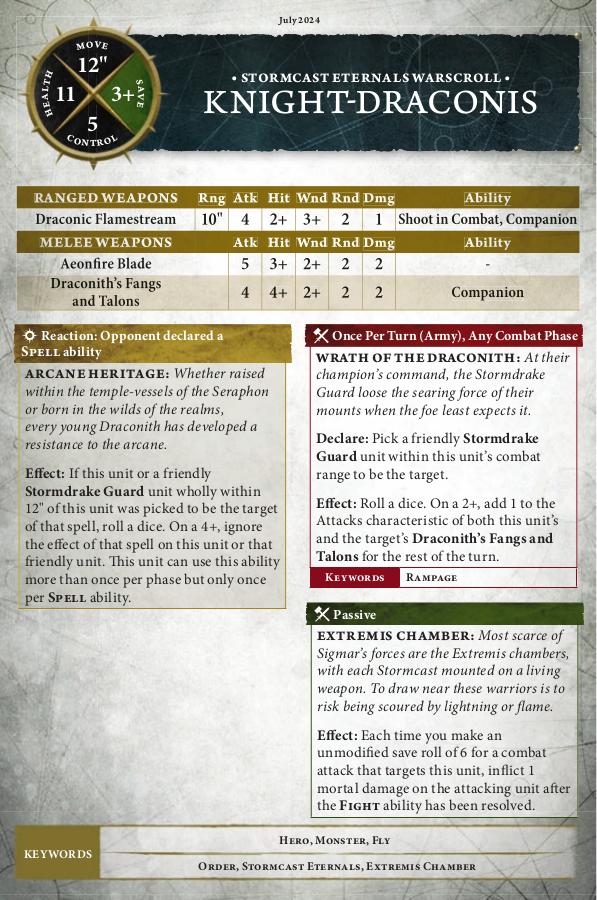 July 2024
MOVE
12"
HEALTH
11
3+
SAVE
5
CONTROL
• STORMCAST ETERNALS WARSCROLL •
KNIGHT-DRACONIS
RANGED WEAPONS Rng Atk Hit Wnd Rnd Dmg Ability
Draconic Flamestream 10" 4 2+ 3+ 2 1 Shoot in Combat, Companion
MELEE WEAPONS Atk Hit Wnd Rnd Dmg Ability
Aeonfire Blade 5 3+ 2+ 2 2 -
Draconith's Fangs
and Talons 4 4+ 2+ 2 2 Companion
Reaction: Opponent declared a
SPELL ability
ARCANE HERITAGE: Whether raised
within the temple-vessels of the Seraphon
or born in the wilds of the realms,
every young Draconith has developed a
resistance to the arcane.
Effect: If this unit or a friendly
Stormdrake Guard unit wholly within
12" of this unit was picked to be the target
of that spell, roll a dice. On a 4+, ignore
the effect of that spell on this unit or that
friendly unit. This unit can use this ability
more than once per phase but only once
per SPELL ability.
Once Per Turn (Army), Any Combat Phase
WRATH OF THE DRACONITH: At their
champion's command, the Stormdrake
Guard loose the searing force of their
mounts when the foe least expects it.
Declare: Pick a friendly Stormdrake
Guard unit within this unit's combat
range to be the target.
Effect: Roll a dice. On a 2+, add 1 to the
Attacks characteristic of both this unit's
and the target's Draconith's Fangs and
Talons for the rest of the turn.
KEYWORDS RAMPAGE
Passive
EXTREMIS CHAMBER: Most scarce of
Sigmar's forces are the Extremis chambers,
with each Stormcast mounted on a living
weapon. To draw near these warriors is to
risk being scoured by lightning or flame.
Effect: Each time you make an
unmodified save roll of 6 for a combat
attack that targets this unit, inflict 1
mortal damage on the attacking unit after
the FIGHT ability has been resolved.
KEYWORDS
HERO, MONSTER, FLY
ORDER, STORMCAST ETERNALS, EXTREMIS CHAMBER